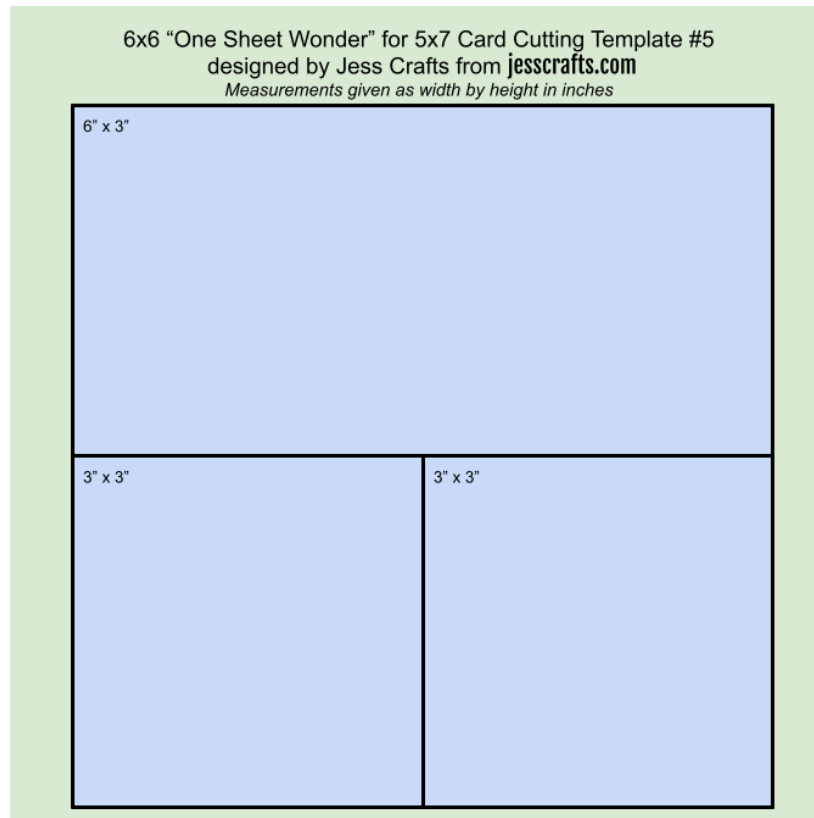 6x6 “One Sheet Wonder” for 5x7 Card Cutting Template #5
designed by Jess Crafts from jesscrafts.com
Measurements given as width by height in inches
6” x 3”
3” x 3”
3” x 3”